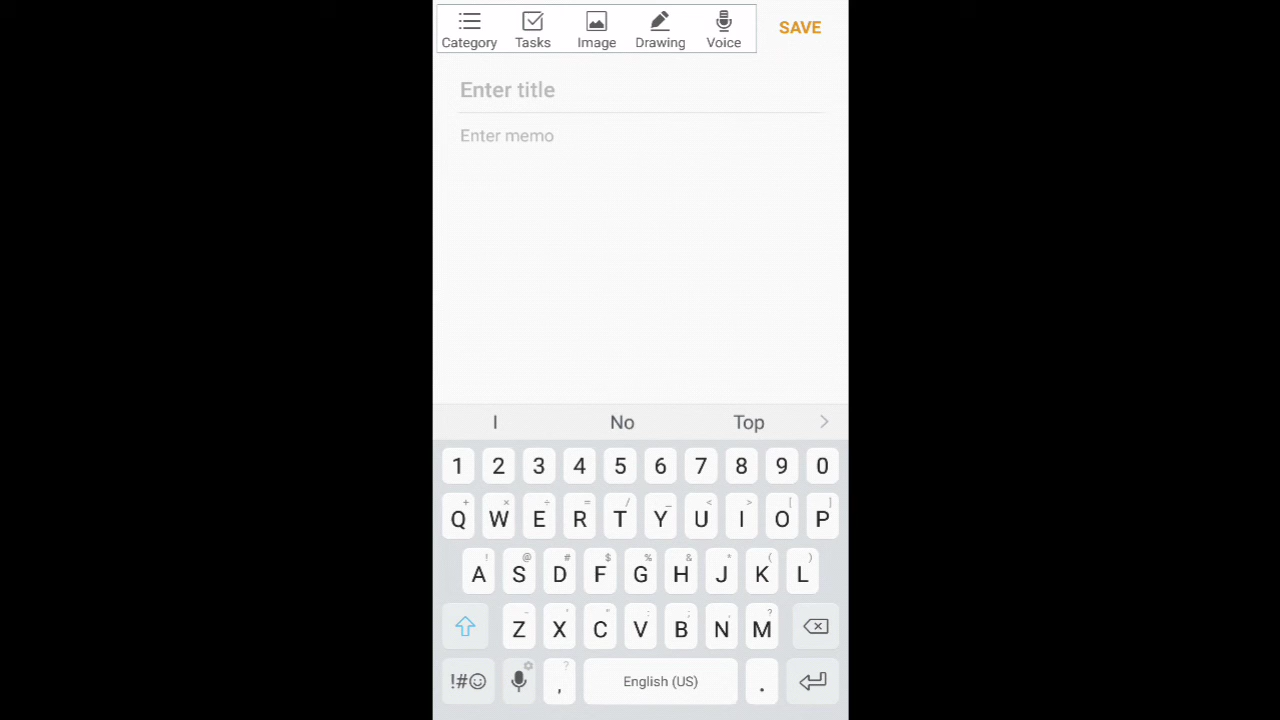 Category Tasks Image Drawing Voice SAVE
Enter title
Enter memo
I No Top
1 2 3 4 5 6 7 8 9 0
+ × ÷ = / _ < > [ ]
Q W E R T Y U I O P
! @ # $ % & * ( )
A S D F G H J K L
- ' " : ; , ?
Z X C V B N M
!#☺ , ? English (US) .